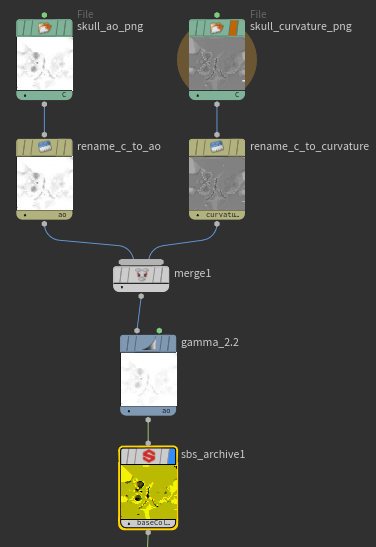 File
skull_ao_png
C
File
skull_curvature_png
C
rename_c_to_ao
ao
rename_c_to_curvature
curvatu…
merge1
gamma_2.2
ao
sbs_archive1
baseCol…